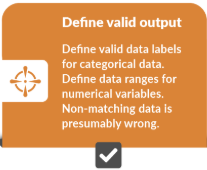 Define valid output
Define valid data labels
for categorical data.
Define data ranges for
numerical variables.
Non-matching data is
presumably wrong.